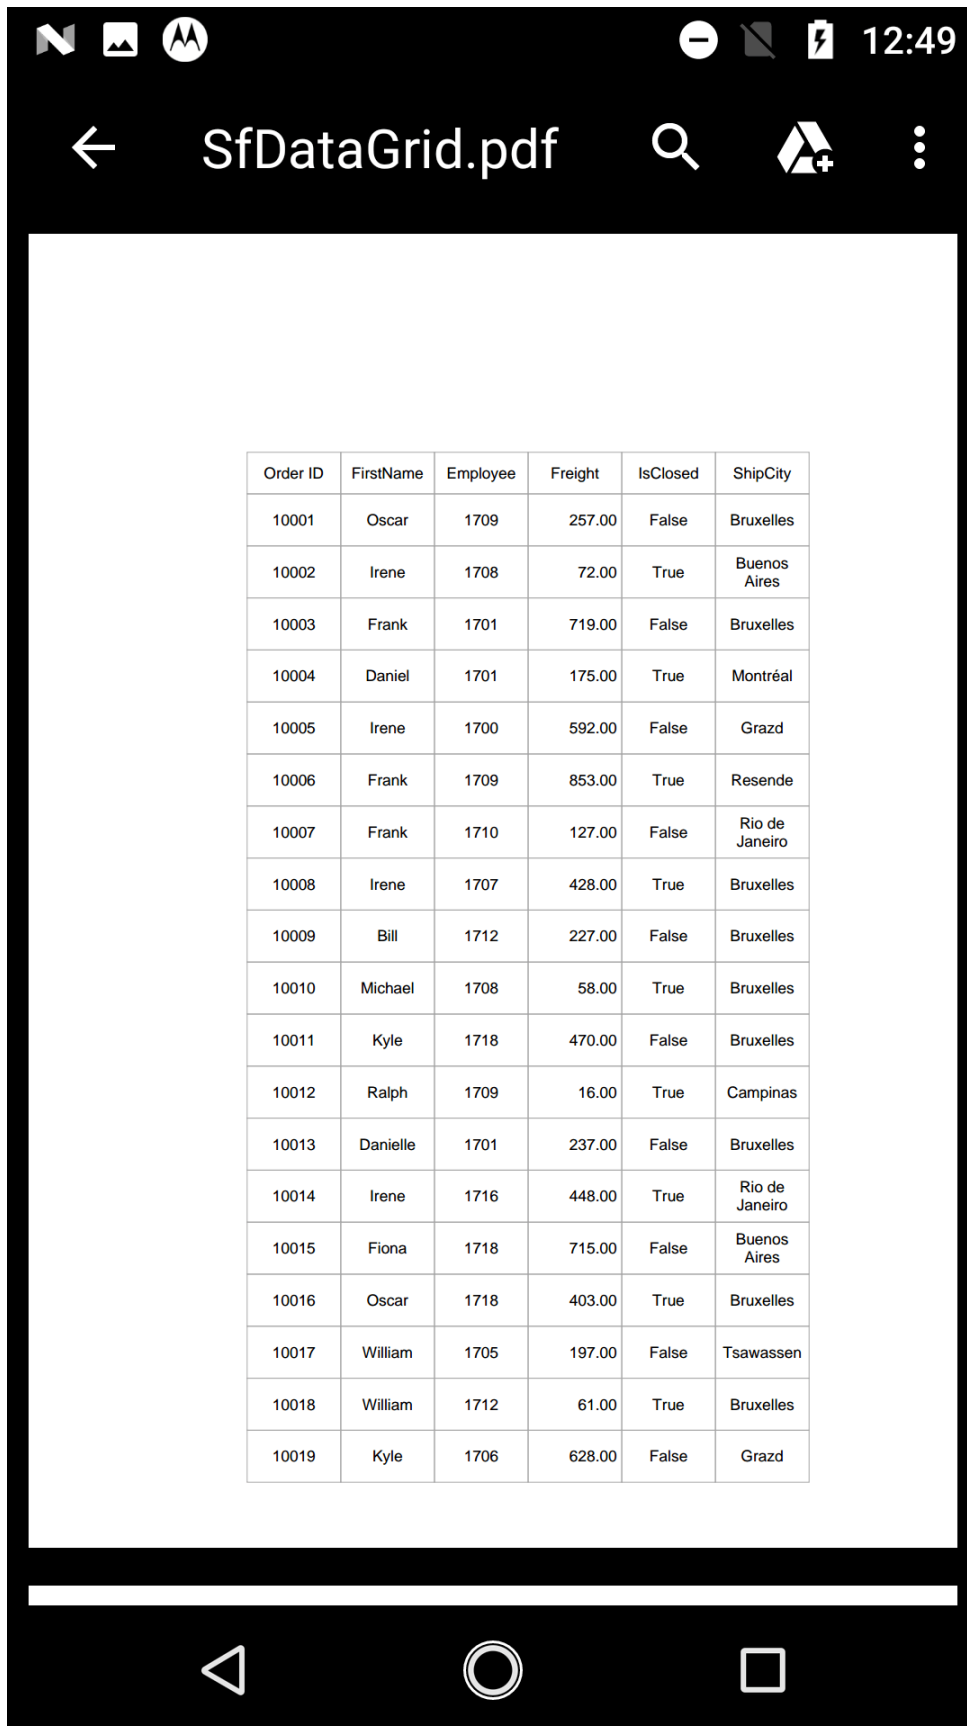 12:49
SfDataGrid.pdf
Order ID FirstName Employee Freight IsClosed ShipCity
10001 Oscar 1709 257.00 False Bruxelles
10002 Irene 1708 72.00 True Buenos
Aires
10003 Frank 1701 719.00 False Bruxelles
10004 Daniel 1701 175.00 True Montréal
10005 Irene 1700 592.00 False Grazd
10006 Frank 1709 853.00 True Resende
10007 Frank 1710 127.00 False Rio de
Janeiro
10008 Irene 1707 428.00 True Bruxelles
10009 Bill 1712 227.00 False Bruxelles
10010 Michael 1708 58.00 True Bruxelles
10011 Kyle 1718 470.00 False Bruxelles
10012 Ralph 1709 16.00 True Campinas
10013 Danielle 1701 237.00 False Bruxelles
10014 Irene 1716 448.00 True Rio de
Janeiro
10015 Fiona 1718 715.00 False Buenos
Aires
10016 Oscar 1718 403.00 True Bruxelles
10017 William 1705 197.00 False Tsawassen
10018 William 1712 61.00 True Bruxelles
10019 Kyle 1706 628.00 False Grazd